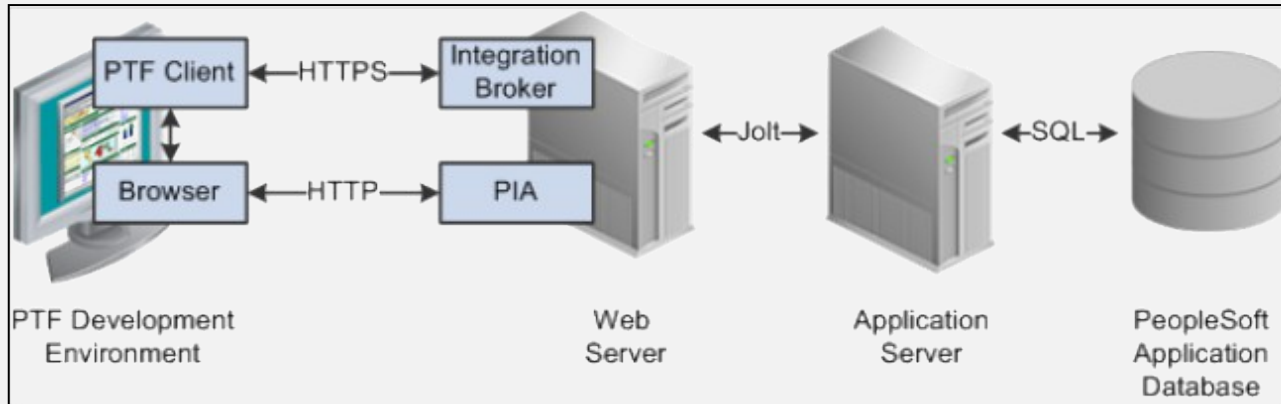 PTF Client
HTTPS
Integration
Broker
Jolt
SQL
Browser
HTTP
PIA
PTF Development
Environment
Web
Server
Application
Server
PeopleSoft
Application
Database